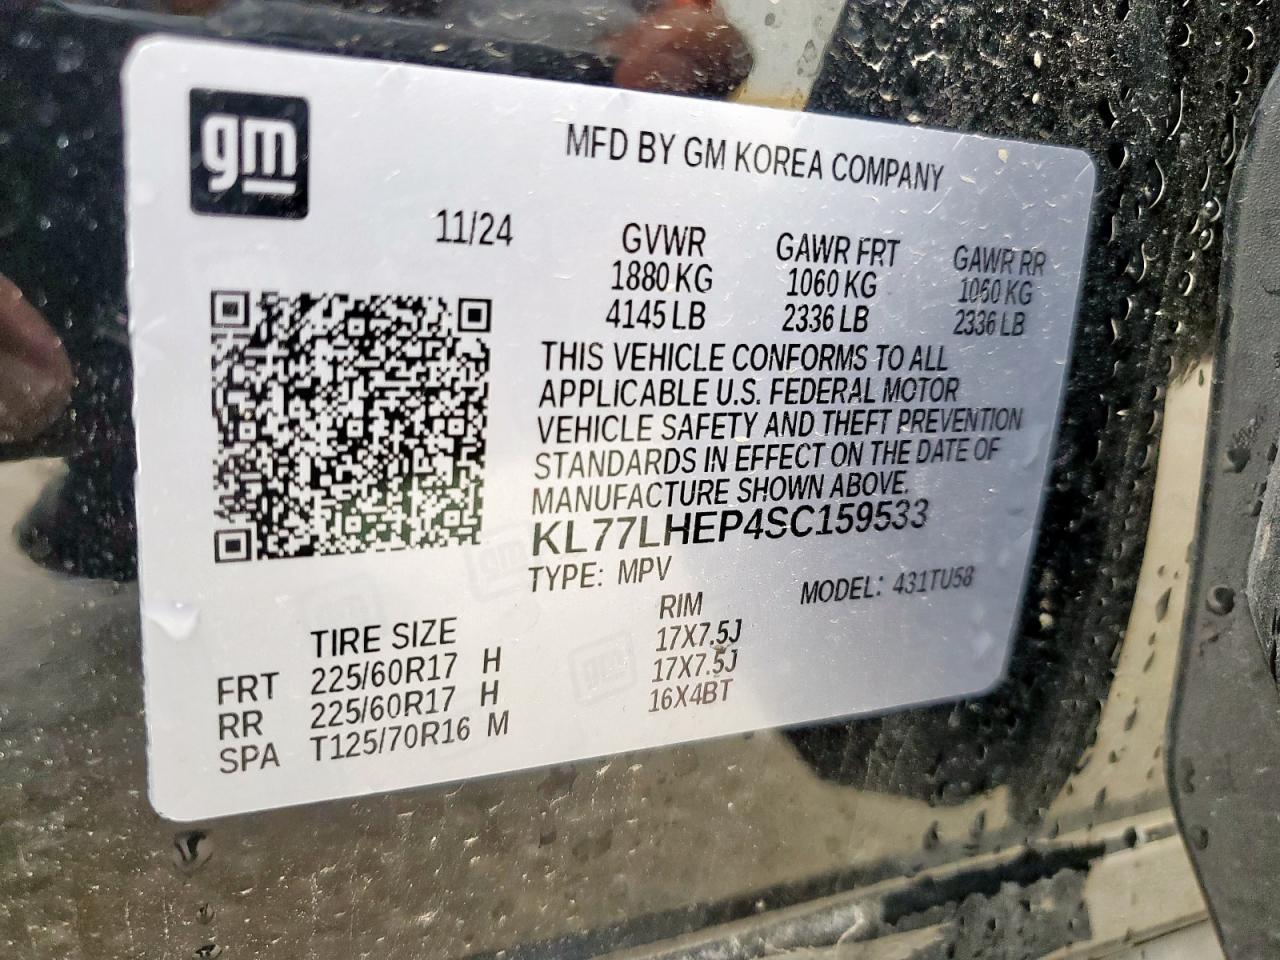 gm
MFD BY GM KOREA COMPANY
11/24
GVWR GAWR FRT GAWR RR
1880 KG 1060 KG 1060 KG
4145 LB 2336 LB 2336 LB
THIS VEHICLE CONFORMS TO ALL
APPLICABLE U.S. FEDERAL MOTOR
VEHICLE SAFETY AND THEFT PREVENTION
STANDARDS IN EFFECT ON THE DATE OF
MANUFACTURE SHOWN ABOVE.
KL77LHEP4SC159533
TYPE: MPV MODEL: 431TU58
TIRE SIZE RIM
FRT 225/60R17 H 17X7.5J
RR 225/60R17 H 17X7.5J
SPA T125/70R16 M 16X4BT
gm
gm